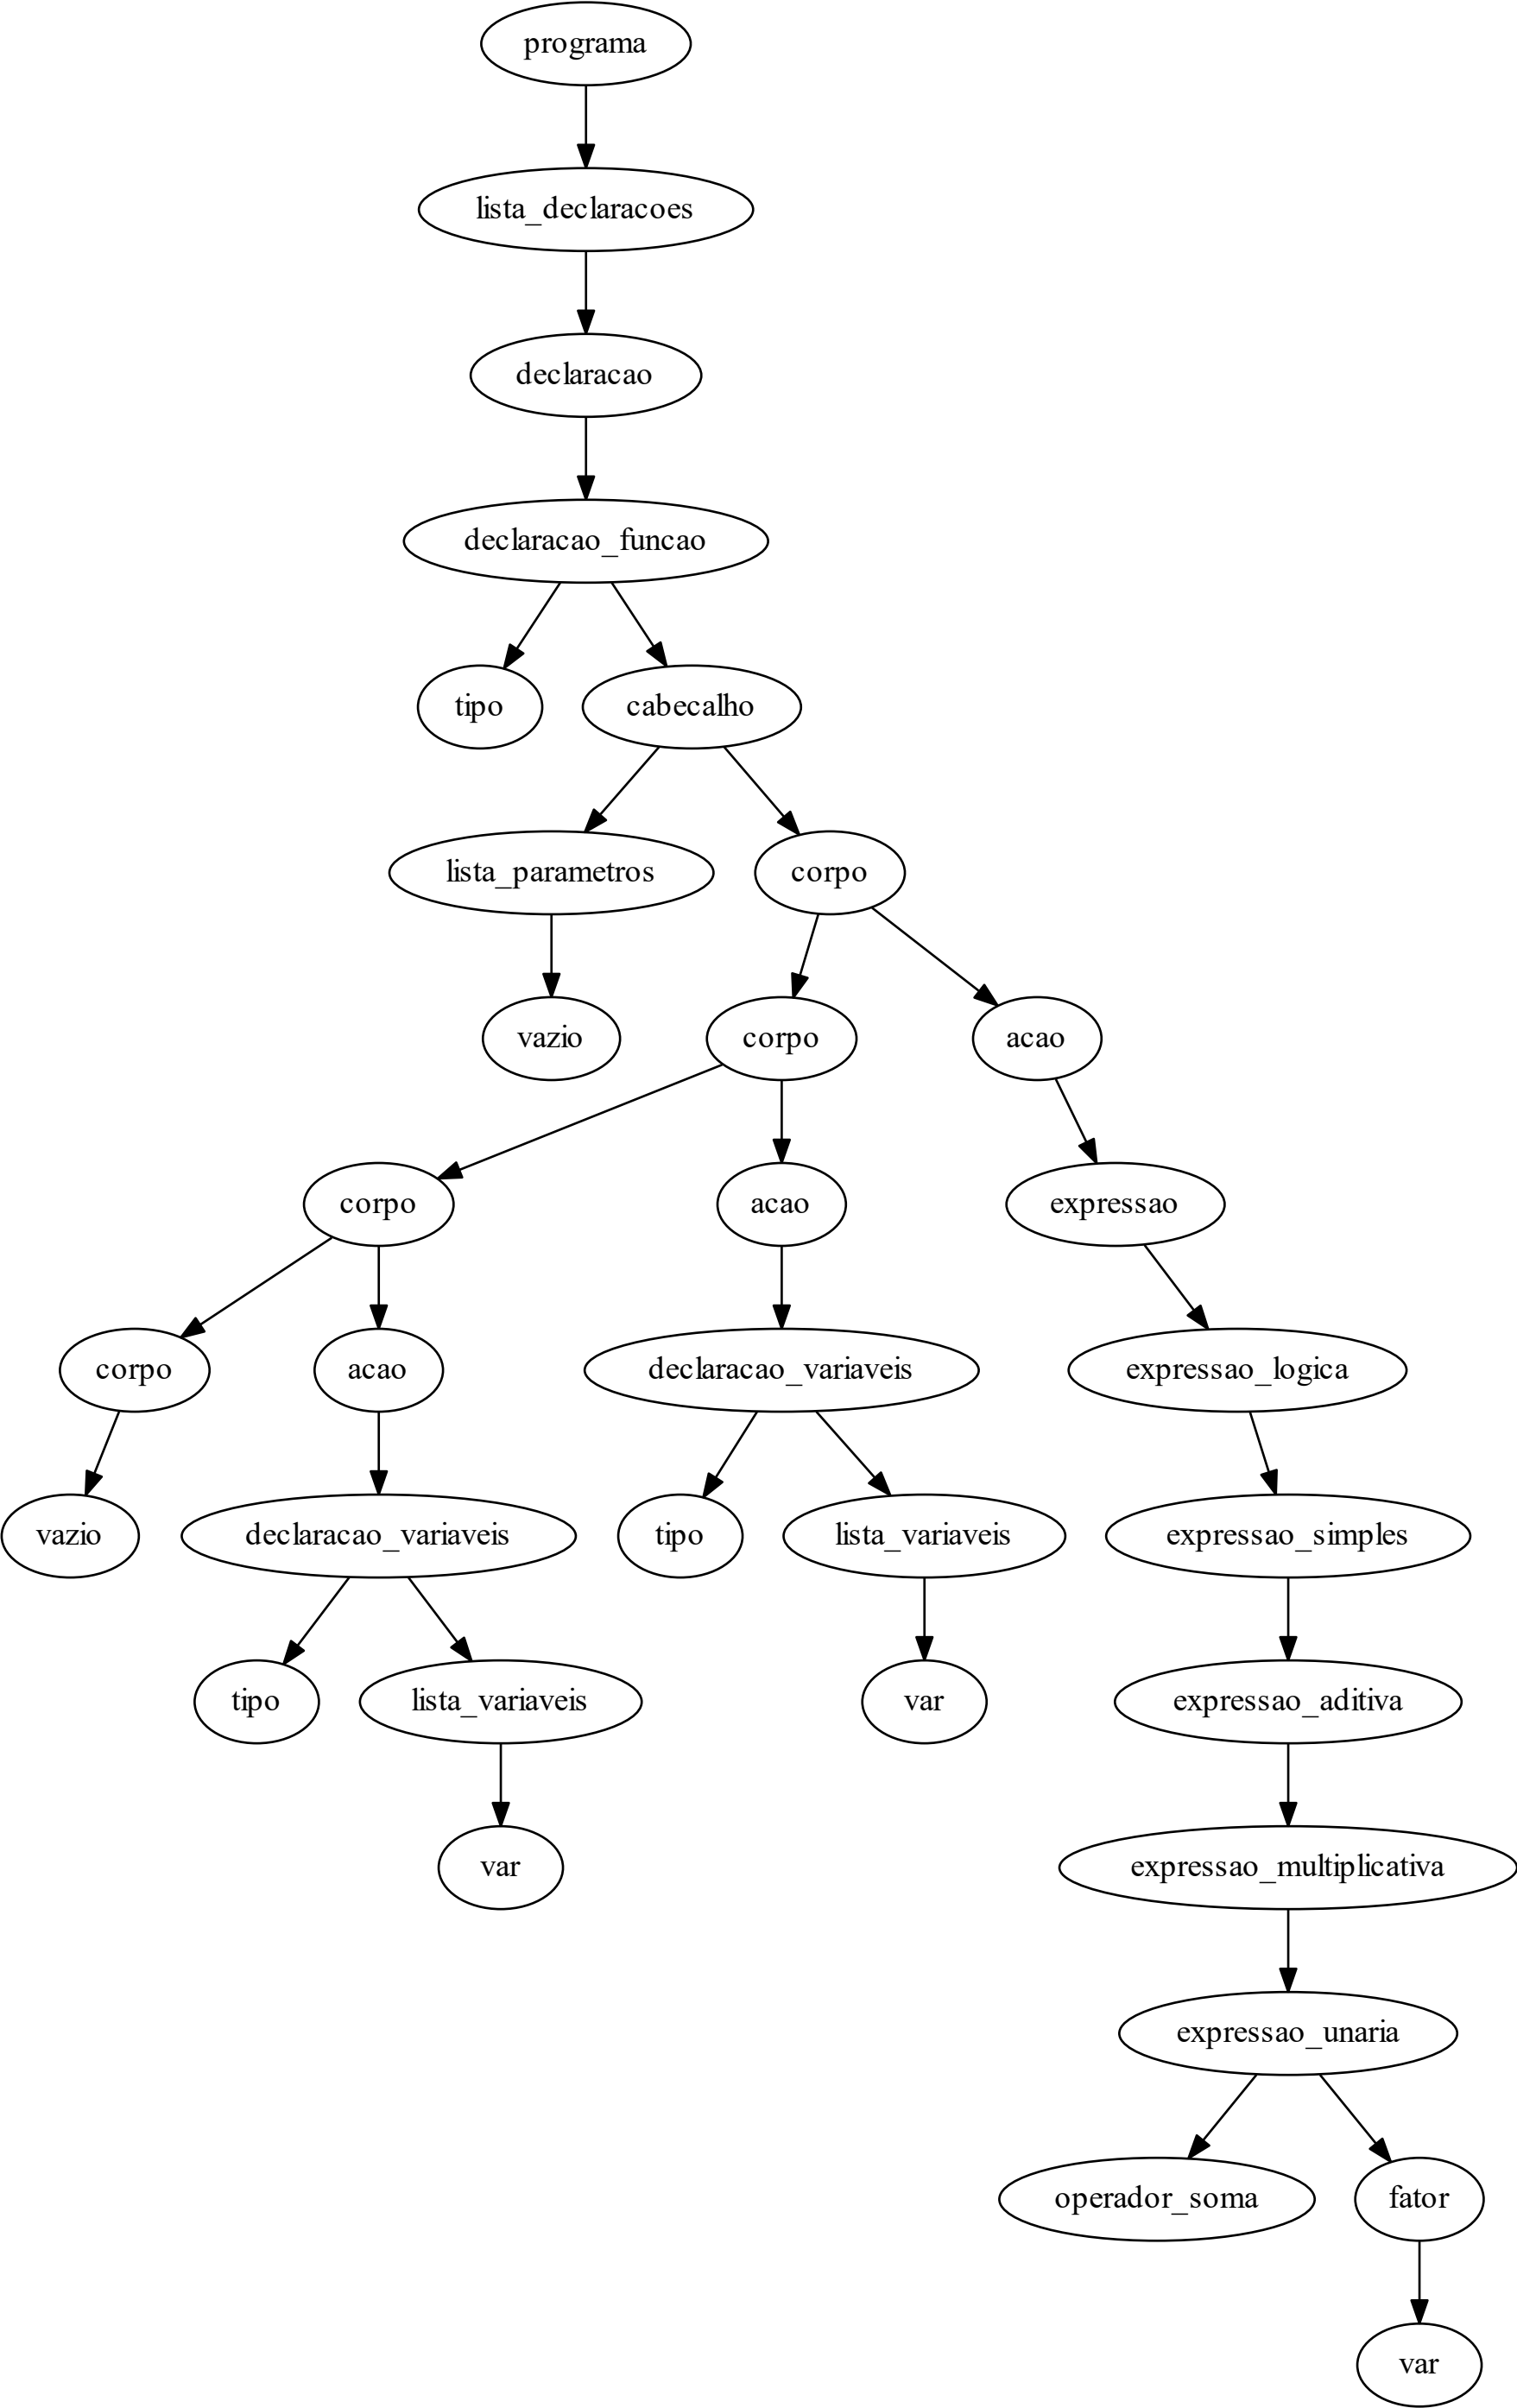 programa
lista_declaracoes
declaracao
declaracao_funcao
tipo
cabecalho
lista_parametros
corpo
vazio
corpo
acao
corpo
acao
expressao
corpo
acao
declaracao_variaveis
expressao_logica
vazio
declaracao_variaveis
tipo
lista_variaveis
expressao_simples
tipo
lista_variaveis
var
expressao_aditiva
var
expressao_multiplicativa
expressao_unaria
operador_soma
fator
var